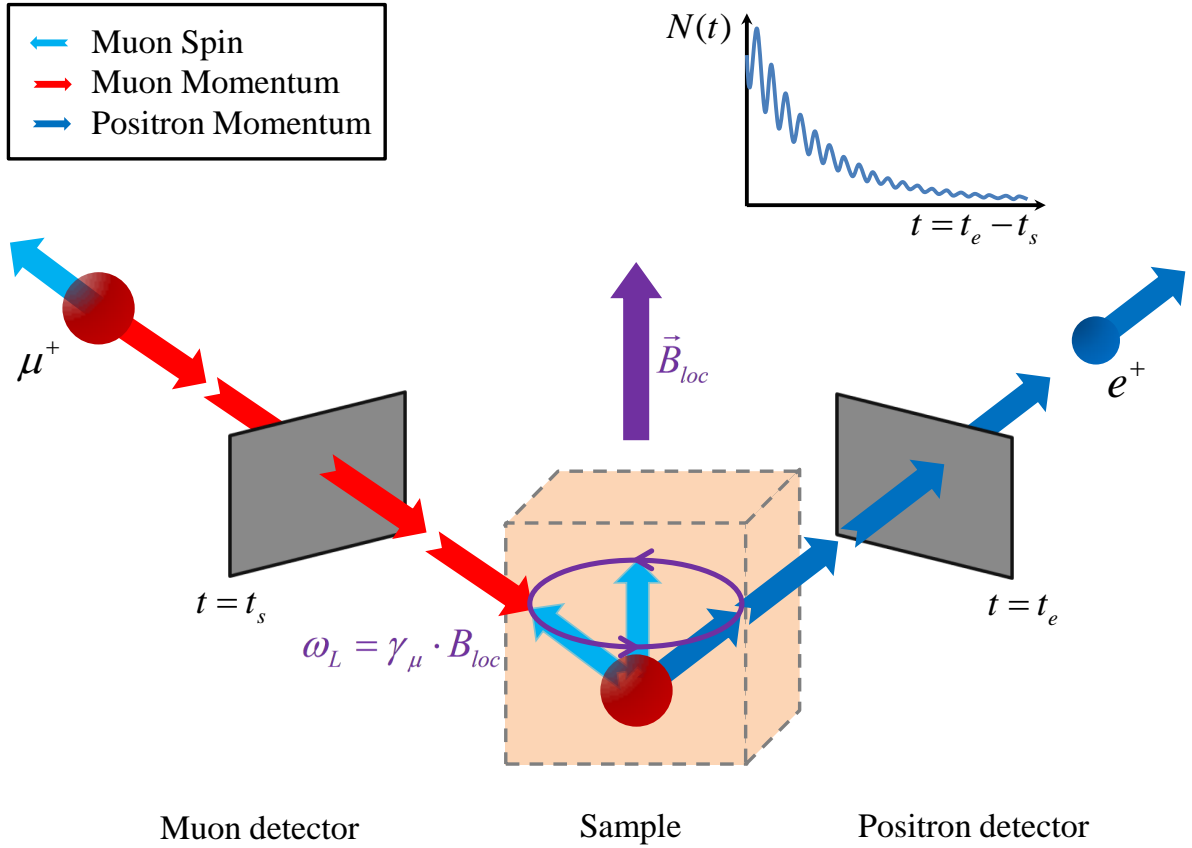 Muon Spin
Muon Momentum
Positron Momentum
N(t)
t = t_e − t_s
μ⁺
B⃗_loc
e⁺
t = t_s
t = t_e
ω_L = γ_μ · B_loc
Muon detector
Sample
Positron detector